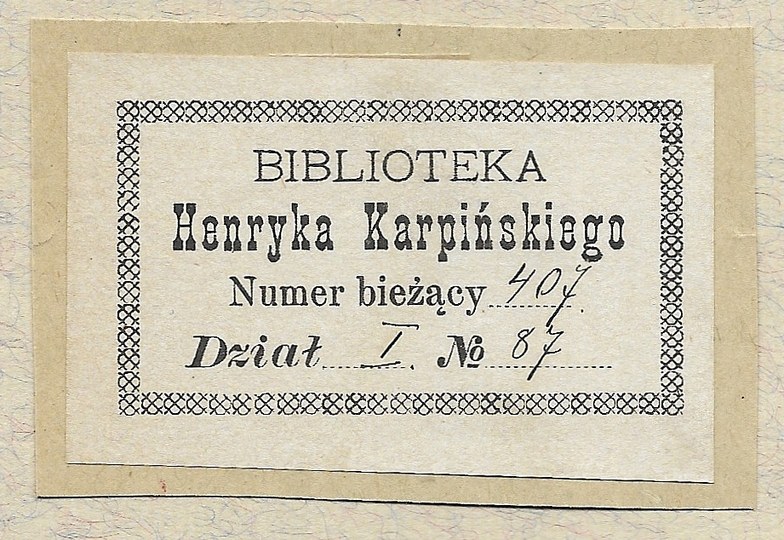 BIBLIOTEKA
Henryka Karpińskiego
Numer bieżący 407.
Dział I. № 87